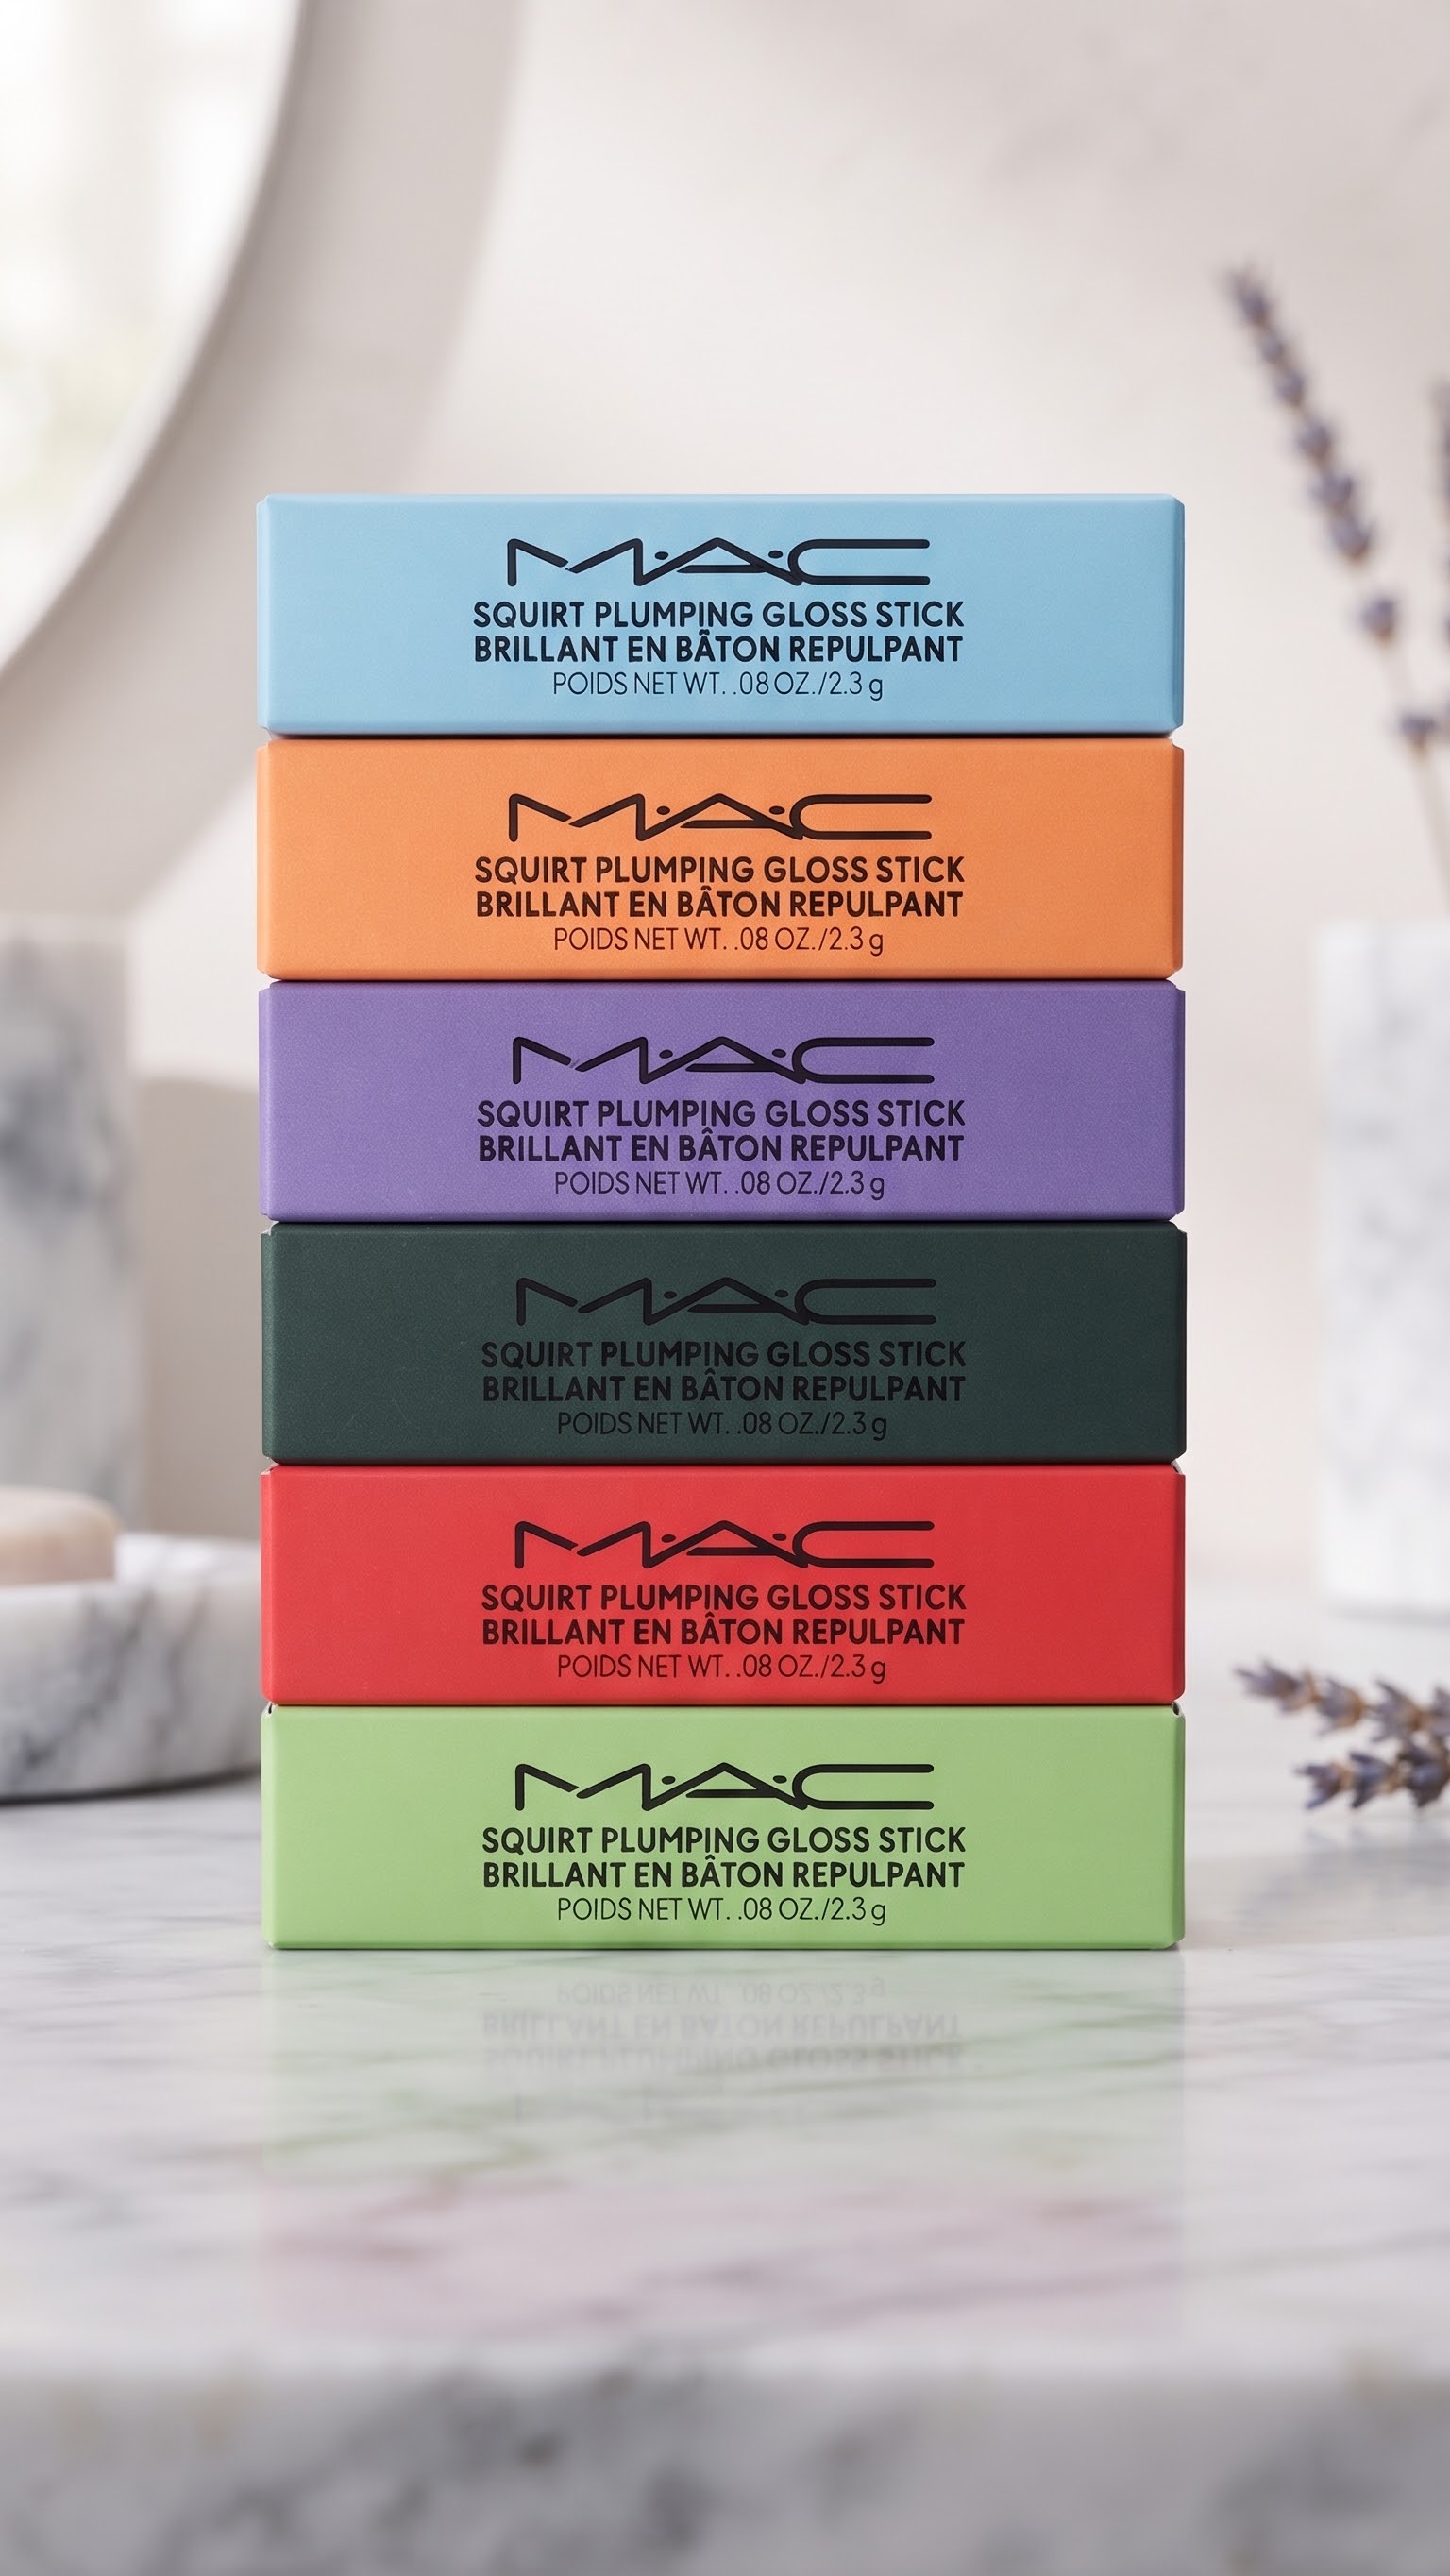 MAC
SQUIRT PLUMPING GLOSS STICK
BRILLANT EN BÃTON REPULPANT
POIDS NET WT. .08 OZ./2.3 g
M·A·C
SQUIRT PLUMPING GLOSS STICK
BRILLANT EN BÂTON REPULPANT
POIDS NET WT. .08 OZ./2.3 g
M·A·C
SQUIRT PLUMPING GLOSS STICK
BRILLANT EN BÂTON REPULPANT
POIDS NET WT. .08 OZ./2.3 g
M·A·C
SQUIRT PLUMPING GLOSS STICK
BRILLANT EN BÂTON REPULPANT
POIDS NET WT. .08 OZ./2.3 g
M·A·C
SQUIRT PLUMPING GLOSS STICK
BRILLANT EN BÂTON REPULPANT
POIDS NET WT. .08 OZ./2.3 g
M·A·C
SQUIRT PLUMPING GLOSS STICK
BRILLANT EN BÂTON REPULPANT
POIDS NET WT. .08 OZ./2.3 g